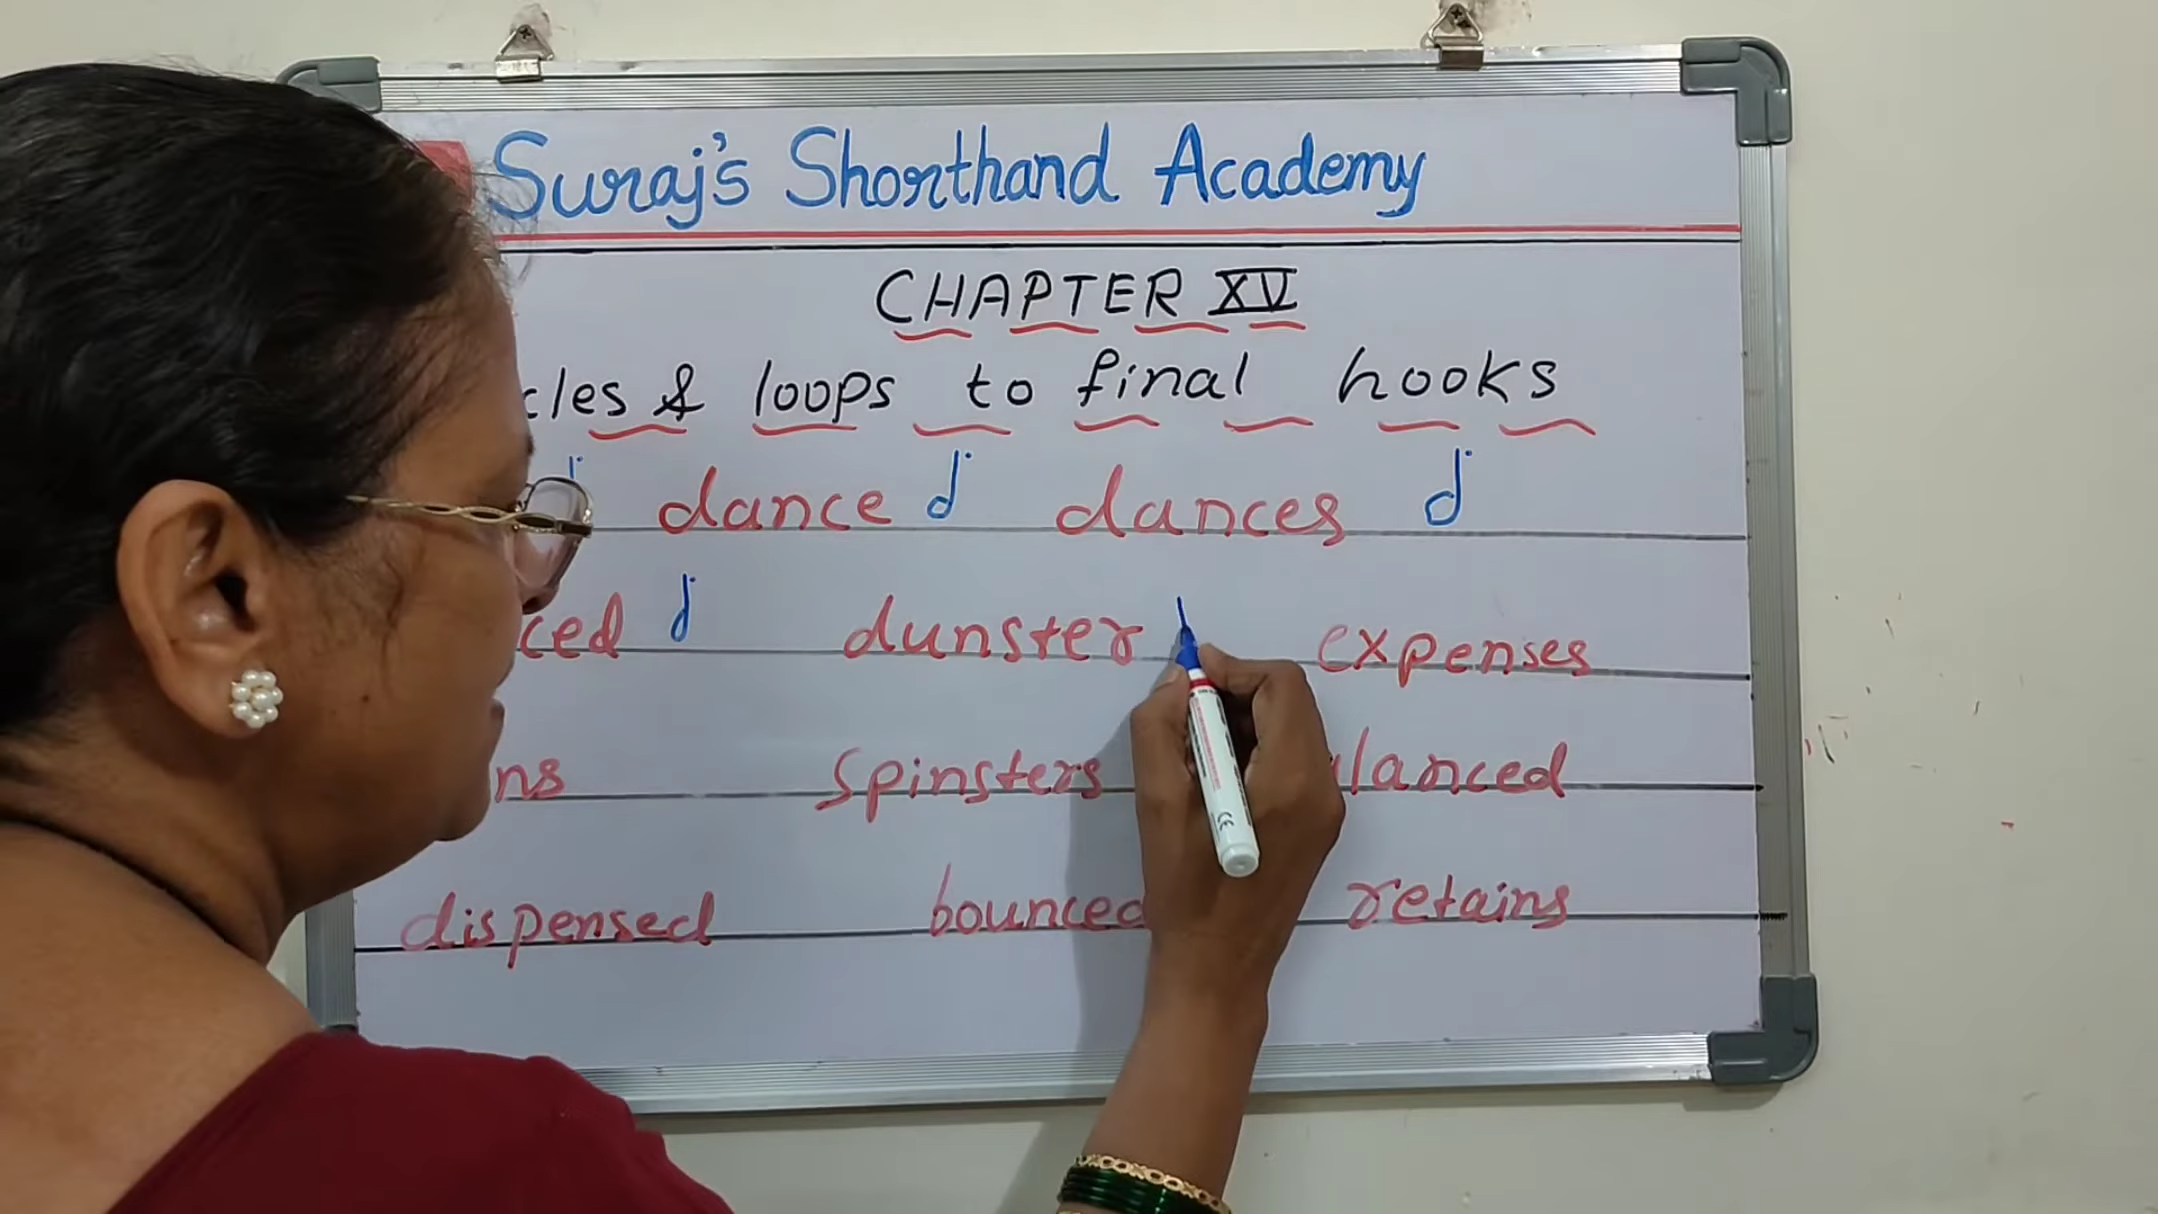 Suraj's Shorthand Academy
CHAPTER XV
cles & loops to final hooks
dance dances
ced dunster expenses
ns spinsters lanced
dispensed bounced retains